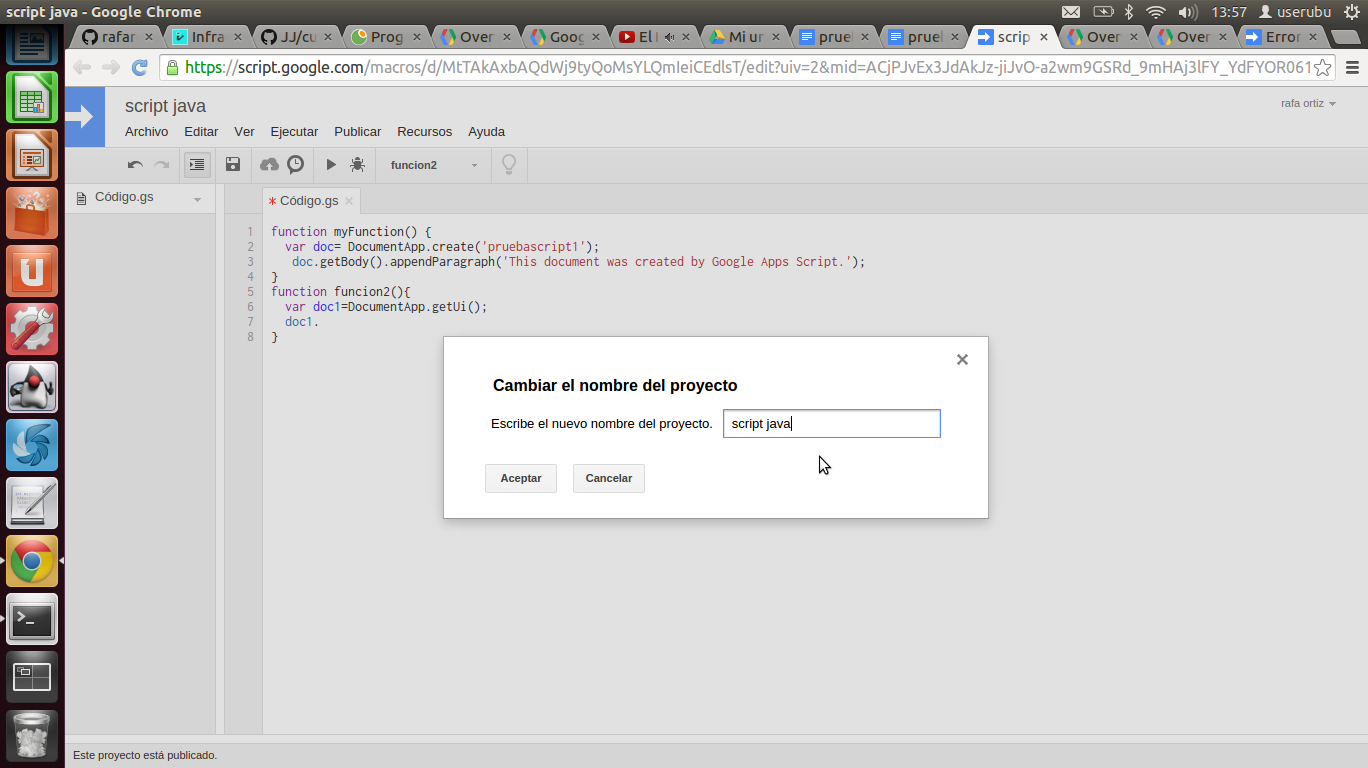 script java - Google Chrome
13:57 userubu
rafar
Infra
JJ/cu
Prog
Over
Goog
El I
Mi ur
pruel
pruel
scrip
Over
Over
Error
https://script.google.com/macros/d/MtTAkAxbAQdWj9tyQoMsYLQmIeiCEdlsT/edit?uiv=2&mid=ACjPJvEx3JdAkJz-jiJvO-a2wm9GSRd_9mHAj3lFY_YdFYOR061
script java
rafa ortiz
Archivo Editar Ver Ejecutar Publicar Recursos Ayuda
funcion2
Código.gs
* Código.gs
1 function myFunction() {
2 var doc= DocumentApp.create('pruebascript1');
3 doc.getBody().appendParagraph('This document was created by Google Apps Script.');
4 }
5 function funcion2(){
6 var doc1=DocumentApp.getUi();
7 doc1.
8 }
Cambiar el nombre del proyecto
Escribe el nuevo nombre del proyecto. script java
Aceptar Cancelar
Este proyecto está publicado.